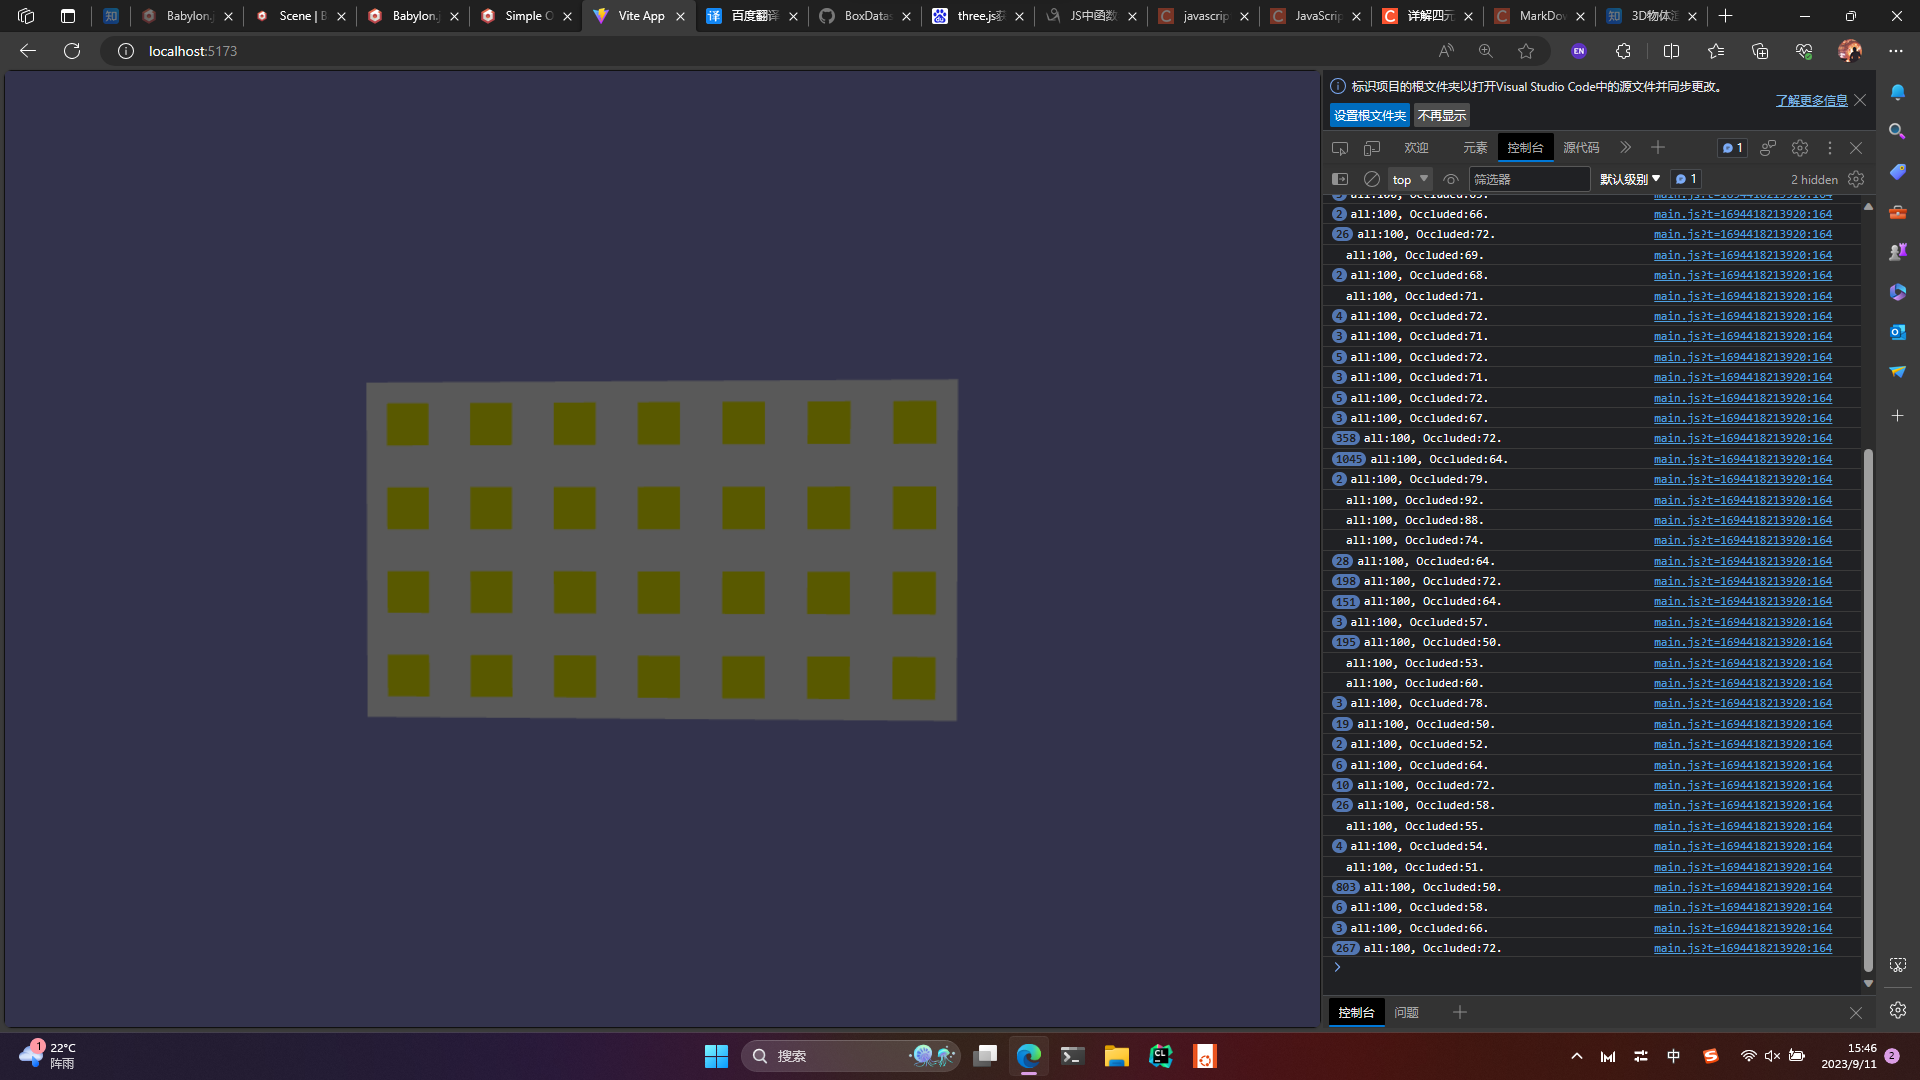 知
Babylon.j
Scene | B
Babylon.j
Simple O
Vite App
译 百度翻译
BoxDatas
three.js获
JS中函数
javascrip
JavaScrip
详解四元
MarkDo
知 3D物体渲
localhost:5173
EN
标识项目的根文件夹以打开Visual Studio Code中的源文件并同步更改。
了解更多信息
设置根文件夹 不再显示
欢迎 元素 控制台 源代码 1
top 筛选器 默认级别 1 2 hidden
2 all:100, Occluded:66. main.js?t=1694418213920:164
26 all:100, Occluded:72. main.js?t=1694418213920:164
all:100, Occluded:69. main.js?t=1694418213920:164
2 all:100, Occluded:68. main.js?t=1694418213920:164
all:100, Occluded:71. main.js?t=1694418213920:164
4 all:100, Occluded:72. main.js?t=1694418213920:164
3 all:100, Occluded:71. main.js?t=1694418213920:164
5 all:100, Occluded:72. main.js?t=1694418213920:164
3 all:100, Occluded:71. main.js?t=1694418213920:164
5 all:100, Occluded:72. main.js?t=1694418213920:164
3 all:100, Occluded:67. main.js?t=1694418213920:164
358 all:100, Occluded:72. main.js?t=1694418213920:164
1045 all:100, Occluded:64. main.js?t=1694418213920:164
2 all:100, Occluded:79. main.js?t=1694418213920:164
all:100, Occluded:92. main.js?t=1694418213920:164
all:100, Occluded:88. main.js?t=1694418213920:164
all:100, Occluded:74. main.js?t=1694418213920:164
28 all:100, Occluded:64. main.js?t=1694418213920:164
198 all:100, Occluded:72. main.js?t=1694418213920:164
151 all:100, Occluded:64. main.js?t=1694418213920:164
3 all:100, Occluded:57. main.js?t=1694418213920:164
195 all:100, Occluded:50. main.js?t=1694418213920:164
all:100, Occluded:53. main.js?t=1694418213920:164
all:100, Occluded:60. main.js?t=1694418213920:164
3 all:100, Occluded:78. main.js?t=1694418213920:164
19 all:100, Occluded:50. main.js?t=1694418213920:164
2 all:100, Occluded:52. main.js?t=1694418213920:164
6 all:100, Occluded:64. main.js?t=1694418213920:164
10 all:100, Occluded:72. main.js?t=1694418213920:164
26 all:100, Occluded:58. main.js?t=1694418213920:164
all:100, Occluded:55. main.js?t=1694418213920:164
4 all:100, Occluded:54. main.js?t=1694418213920:164
all:100, Occluded:51. main.js?t=1694418213920:164
803 all:100, Occluded:50. main.js?t=1694418213920:164
6 all:100, Occluded:58. main.js?t=1694418213920:164
3 all:100, Occluded:66. main.js?t=1694418213920:164
267 all:100, Occluded:72. main.js?t=1694418213920:164
控制台 问题
1 22°C
阵雨
搜索
中
15:46
2023/9/11 2